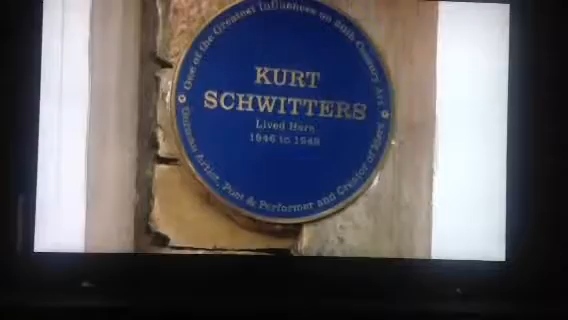 One of the Greatest Influences on 20th Century Art
KURT
SCHWITTERS
Lived Here
1946 to 1948
German Artist, Poet & Performer and Creator of Merz